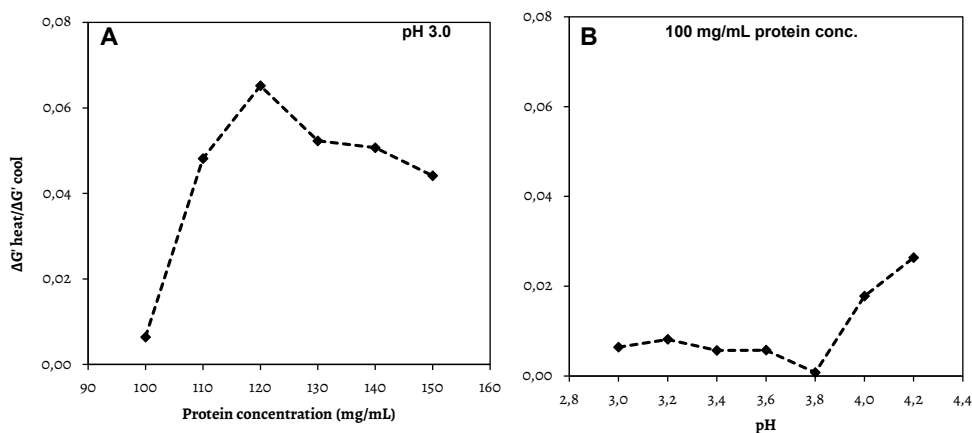 A
pH 3.0
0,08
0,06
0,04
0,02
0,00
ΔG' heat/ΔG' cool
90 100 110 120 130 140 150 160
Protein concentration (mg/mL)
B
100 mg/mL protein conc.
0,08
0,06
0,04
0,02
0,00
2,8 3,0 3,2 3,4 3,6 3,8 4,0 4,2 4,4
pH